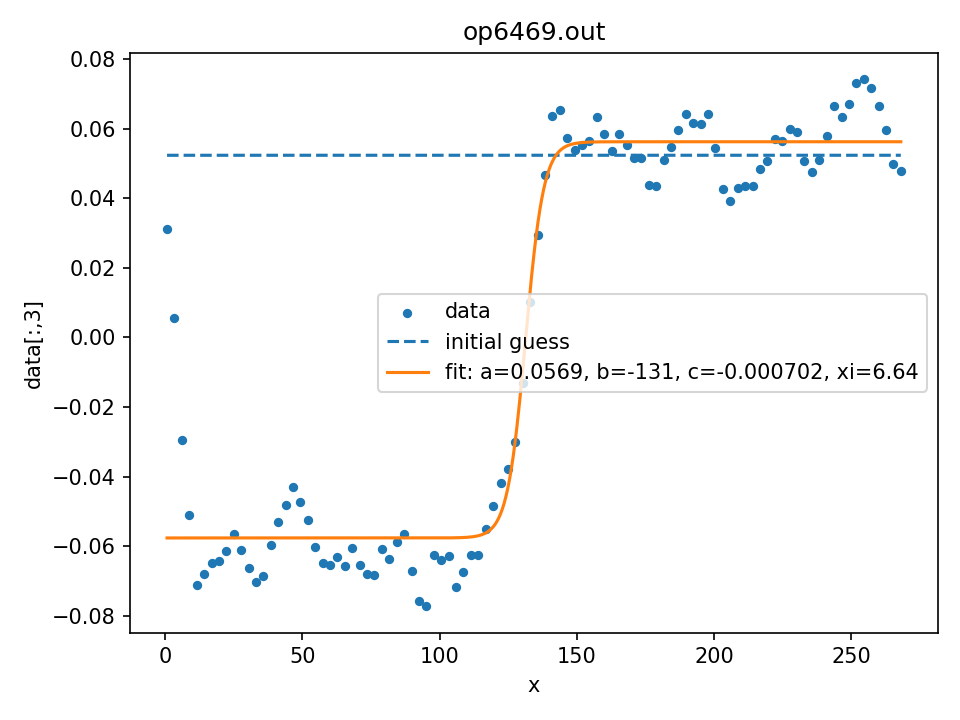 op6469.out
0.08
0.06
0.04
0.02
0.00
−0.02
−0.04
−0.06
−0.08
data[:,3]
data
initial guess
fit: a=0.0569, b=-131, c=-0.000702, xi=6.64
0 50 100 150 200 250
x